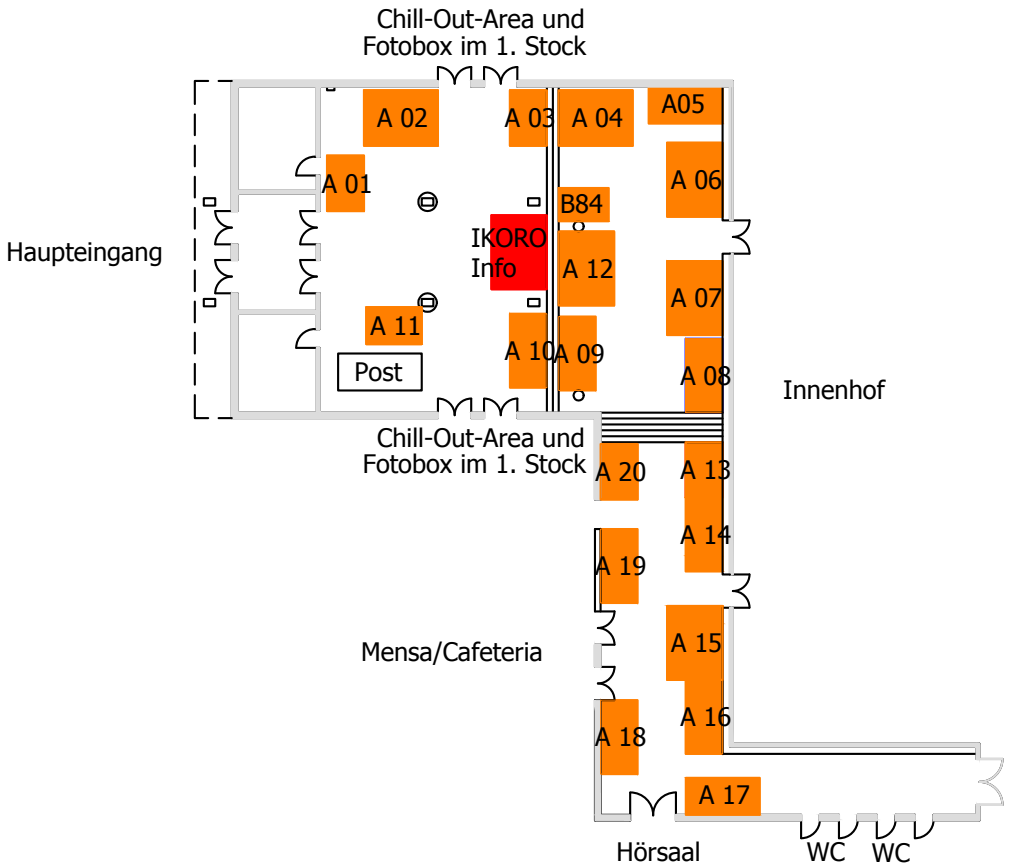 Chill-Out-Area und
Fotobox im 1. Stock
A 02
A 03
A 04
A05
A 01
A 06
B84
Haupteingang
IKORO
Info
A 12
A 07
A 11
A 10
A 09
A 08
Post
Innenhof
Chill-Out-Area und
Fotobox im 1. Stock
A 20
A 13
A 14
A 19
Mensa/Cafeteria
A 15
A 16
A 18
A 17
Hörsaal
WC
WC